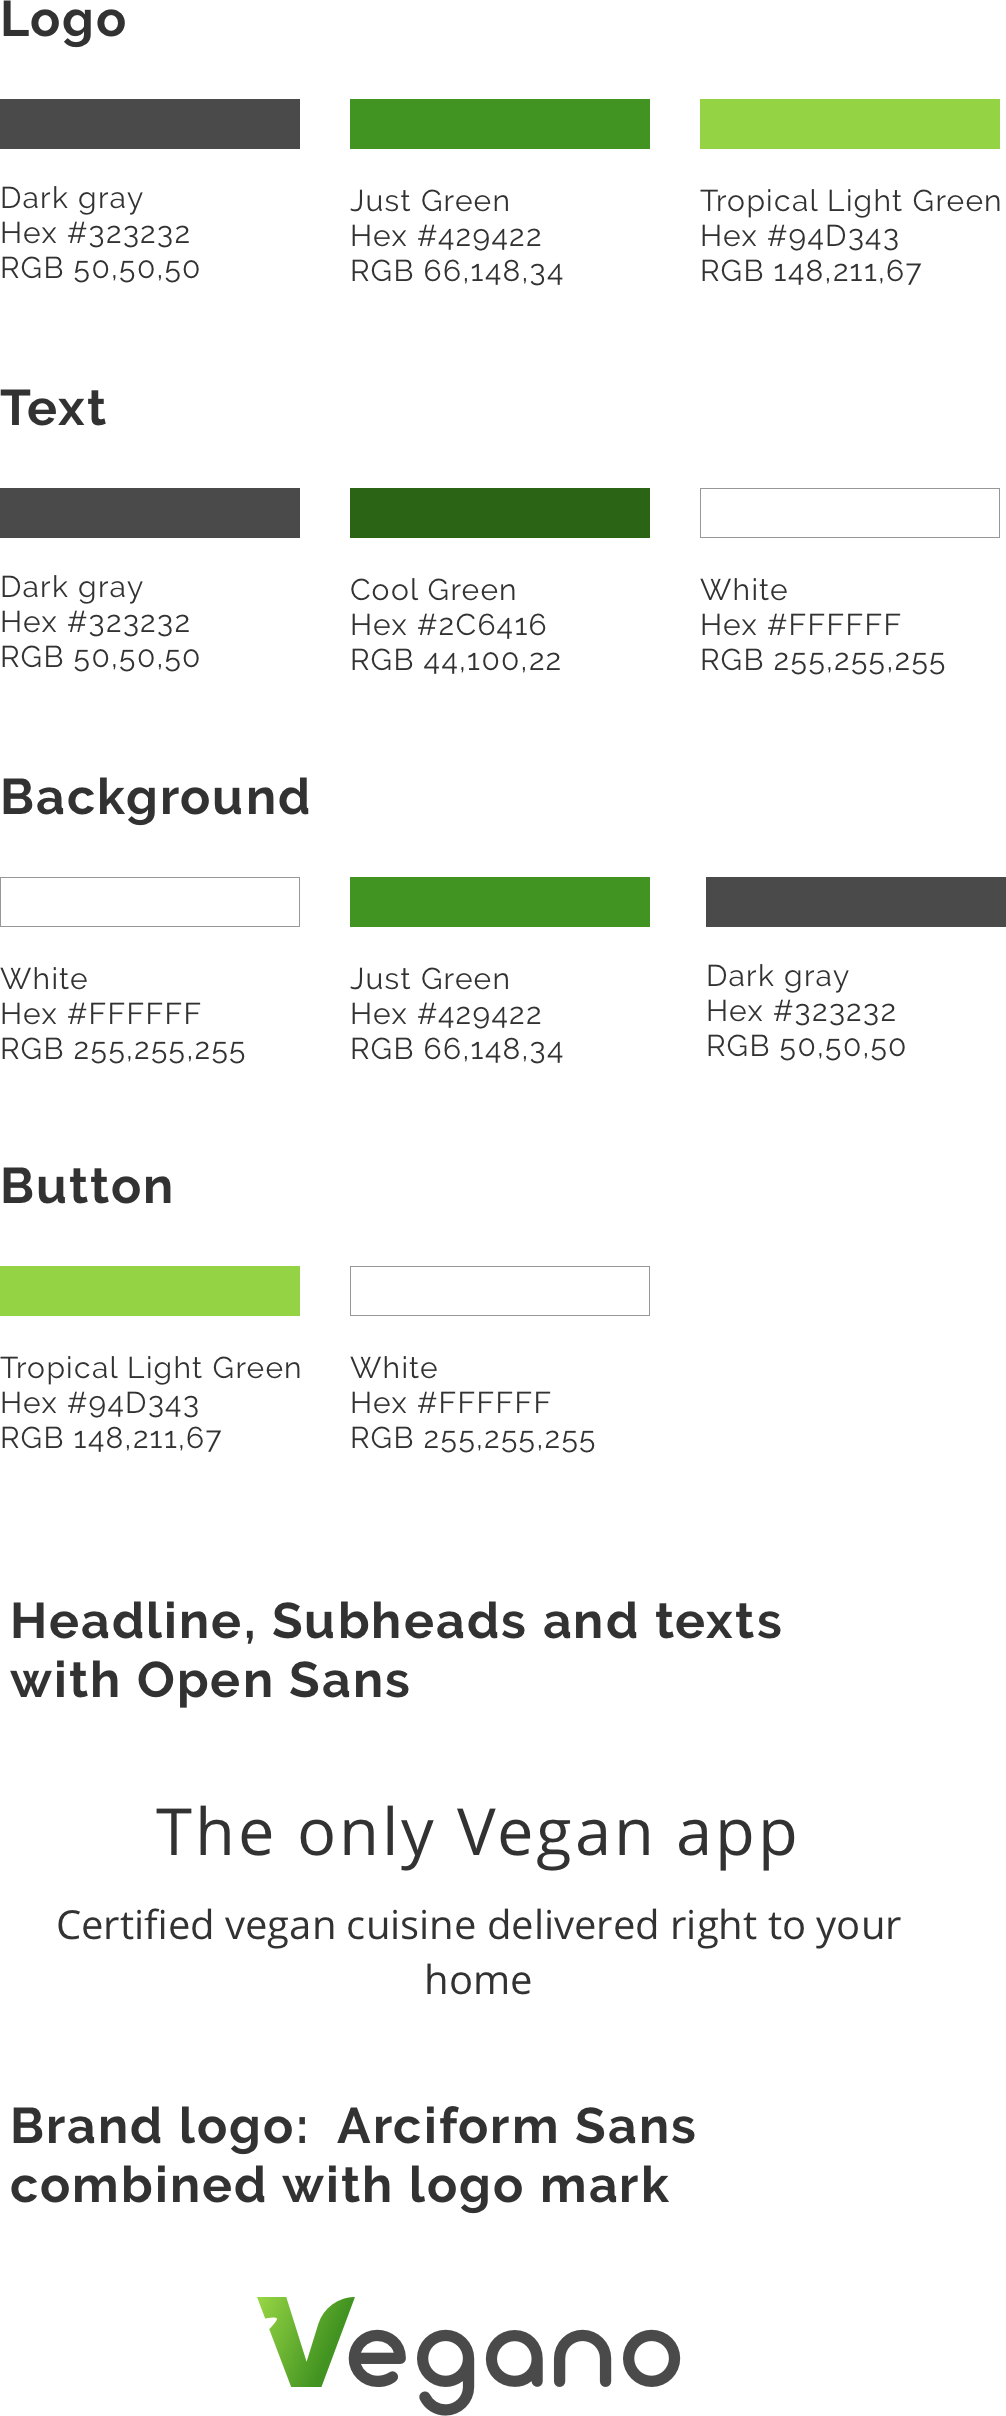 Logo
Dark gray
Hex #323232
RGB 50,50,50
Just Green
Hex #429422
RGB 66,148,34
Tropical Light Green
Hex #94D343
RGB 148,211,67
Text
Dark gray
Hex #323232
RGB 50,50,50
Cool Green
Hex #2C6416
RGB 44,100,22
White
Hex #FFFFFF
RGB 255,255,255
Background
White
Hex #FFFFFF
RGB 255,255,255
Just Green
Hex #429422
RGB 66,148,34
Dark gray
Hex #323232
RGB 50,50,50
Button
Tropical Light Green
Hex #94D343
RGB 148,211,67
White
Hex #FFFFFF
RGB 255,255,255
Headline, Subheads and texts
with Open Sans
The only Vegan app
Certified vegan cuisine delivered right to your
home
Brand logo:  Arciform Sans
combined with logo mark
Vegano